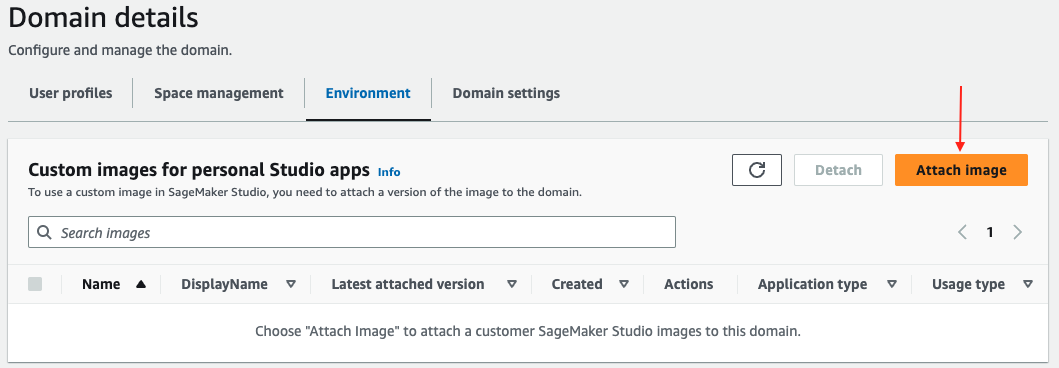 Domain details
Configure and manage the domain.
User profiles Space management Environment Domain settings
Custom images for personal Studio apps Info
To use a custom image in SageMaker Studio, you need to attach a version of the image to the domain.
Detach Attach image
Search images
1
Name DisplayName Latest attached version Created Actions Application type Usage type
Choose "Attach Image" to attach a customer SageMaker Studio images to this domain.